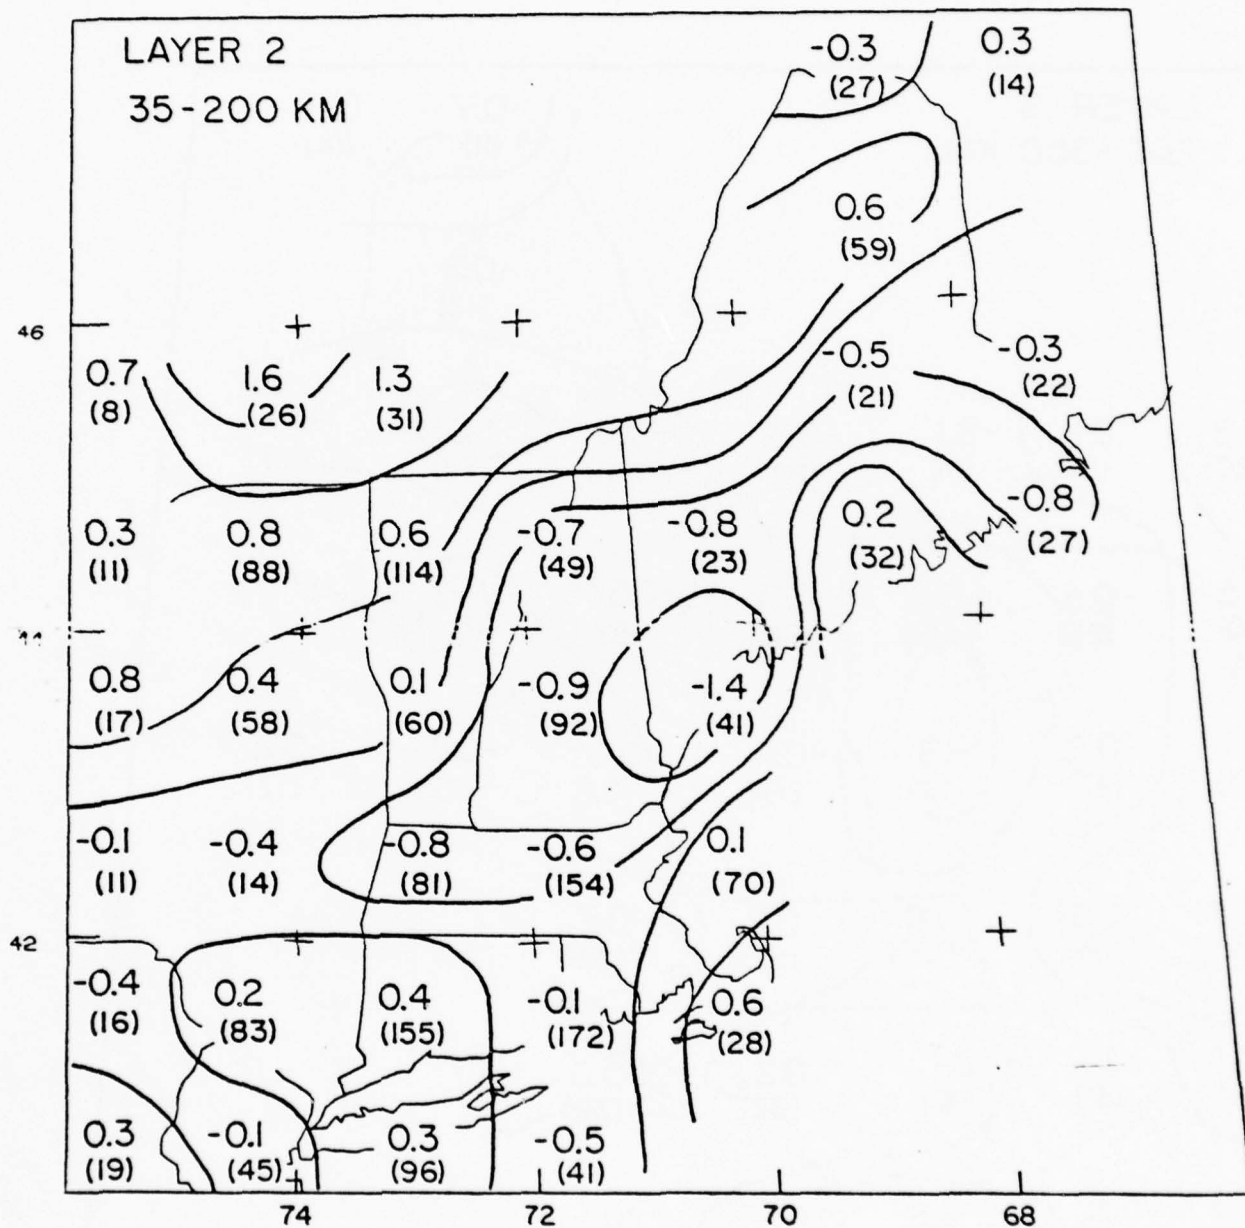 LAYER 2
35-200 KM
-0.3 0.3
(27) (14)
0.6
(59)
46
-0.5 -0.3
(21) (22)
0.7 1.6 1.3
(8) (26) (31)
0.3 0.8 0.6 -0.7 -0.8 0.2 -0.8
(11) (88) (114) (49) (23) (32) (27)
44
0.8 0.4 0.1 -0.9 -1.4
(17) (58) (60) (92) (41)
-0.1 -0.4 -0.8 -0.6 0.1
(11) (14) (81) (154) (70)
42
-0.4 0.2 0.4 -0.1 0.6
(16) (83) (155) (172) (28)
0.3 -0.1 0.3 -0.5
(19) (45) (96) (41)
74 72 70 68